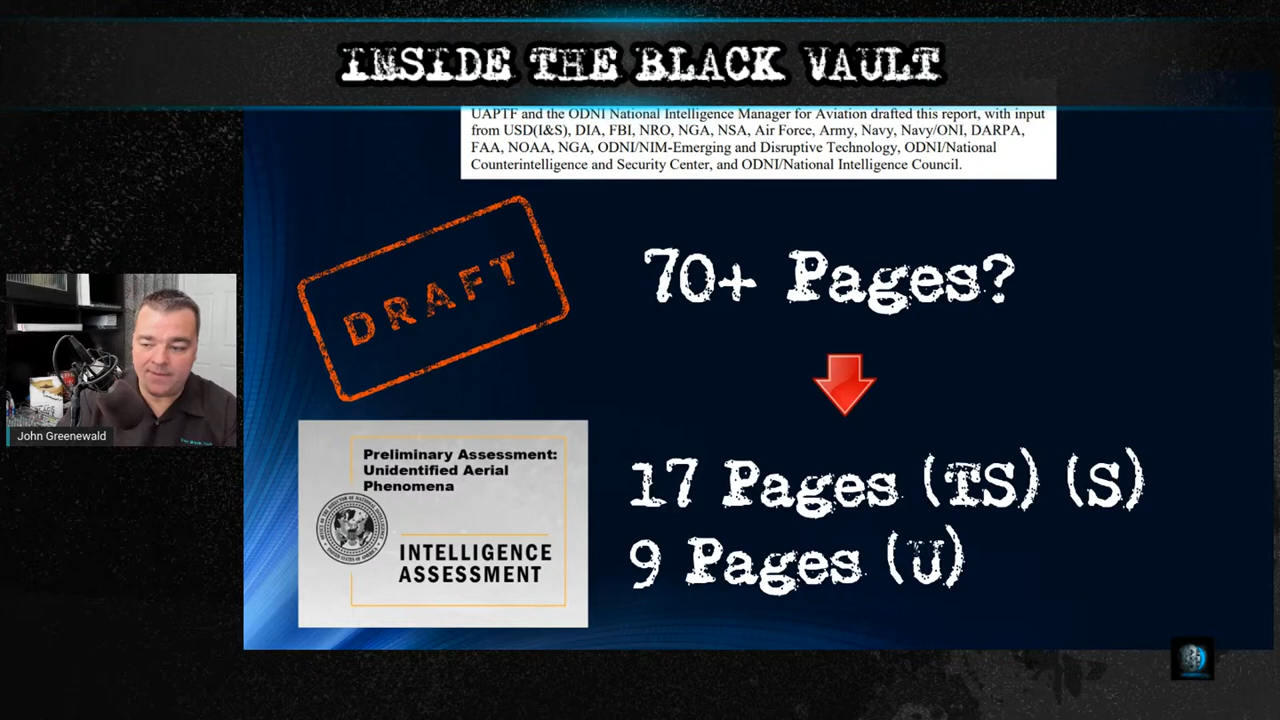 INSIDE THE BLACK VAULT
UAPTF and the ODNI National Intelligence Manager for Aviation drafted this report, with input
from USD(I&S), DIA, FBI, NRO, NGA, NSA, Air Force, Army, Navy, Navy/ONI, DARPA,
FAA, NOAA, NGA, ODNI/NIM-Emerging and Disruptive Technology, ODNI/National
Counterintelligence and Security Center, and ODNI/National Intelligence Council.
DRAFT
70+ Pages?
John Greenewald
Preliminary Assessment:
Unidentified Aerial
Phenomena
INTELLIGENCE
ASSESSMENT
17 Pages (TS) (S)
9 Pages (U)